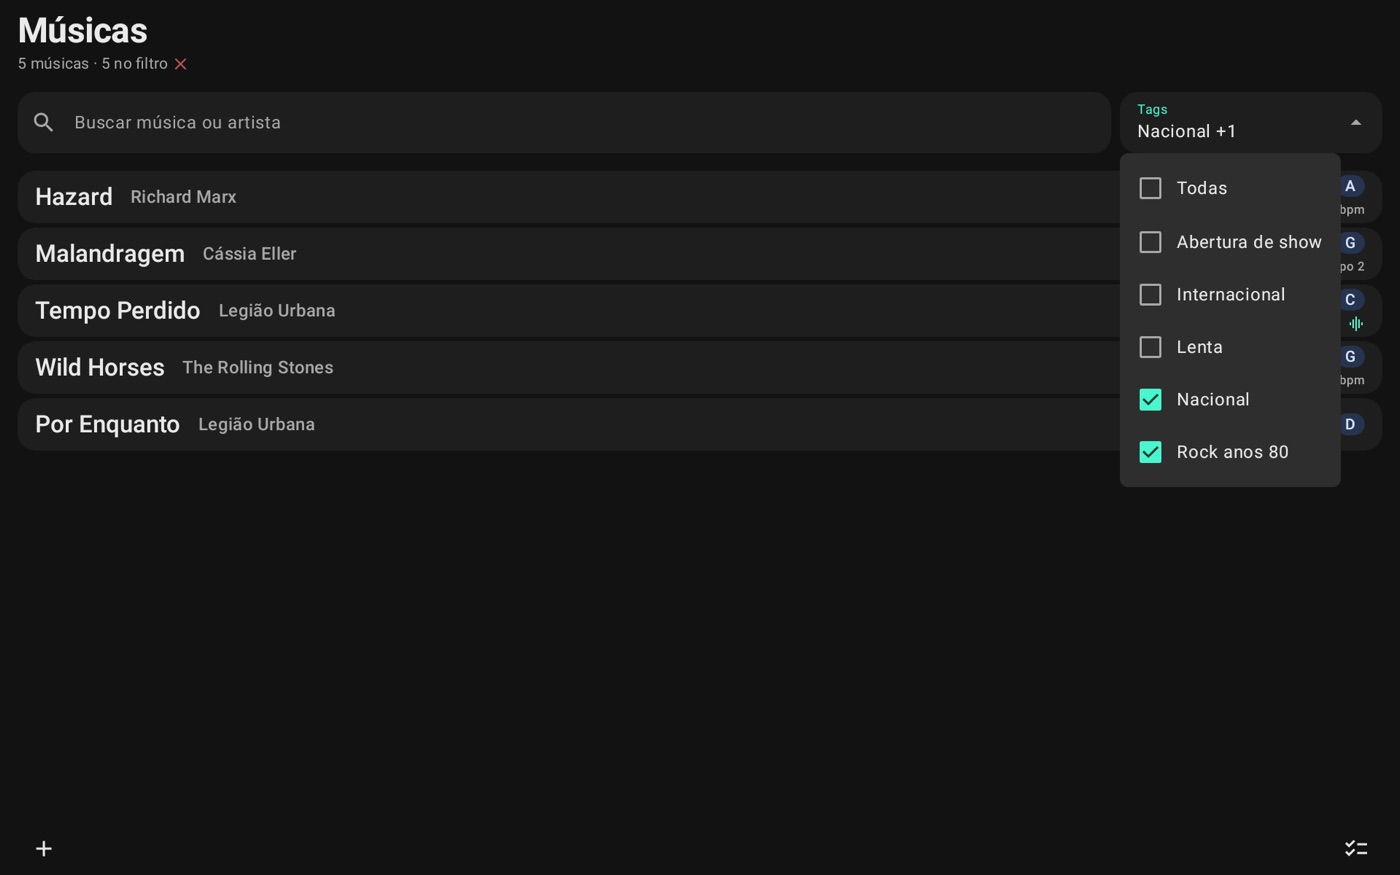 Músicas
5 músicas · 5 no filtro
Buscar música ou artista
Tags
Nacional +1
Todas
Abertura de show
Internacional
Lenta
Nacional
Rock anos 80
Hazard Richard Marx
A
bpm
Malandragem Cássia Eller
G
po 2
Tempo Perdido Legião Urbana
C
Wild Horses The Rolling Stones
G
bpm
Por Enquanto Legião Urbana
D